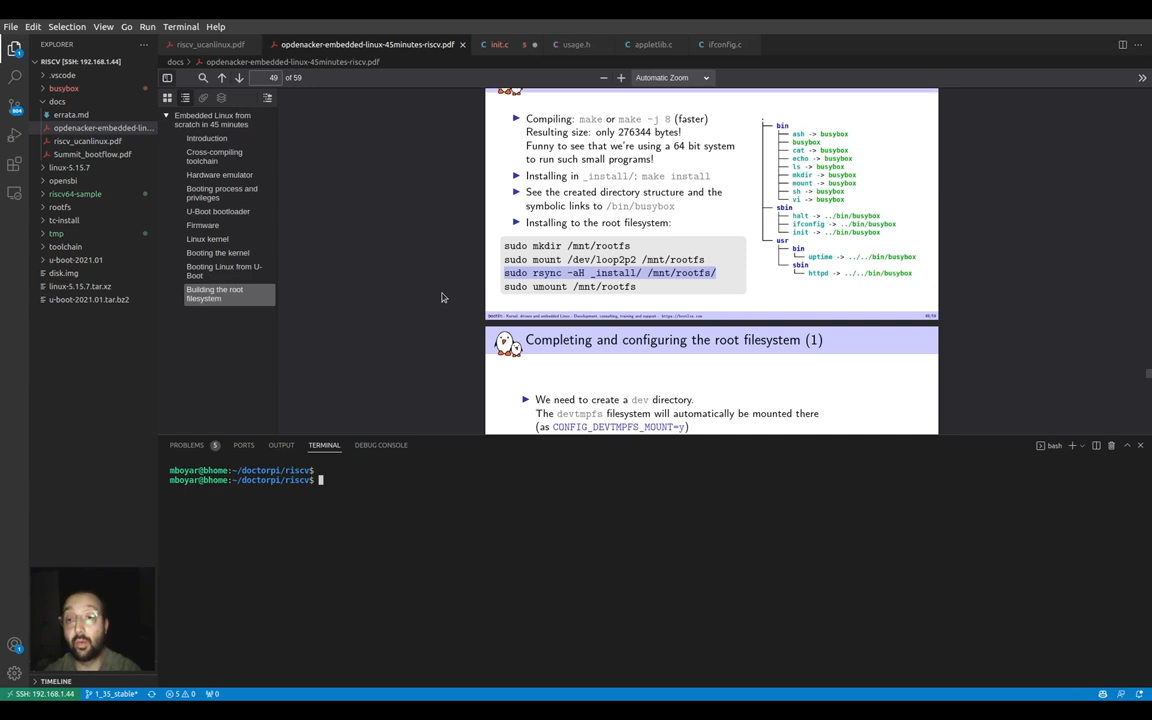 File Edit Selection View Go Run Terminal Help
EXPLORER
riscv_ucanlinux.pdf
opdenacker-embedded-linux-45minutes-riscv.pdf
init.c 5
usage.h
appletlib.c
ifconfig.c
RISCV [SSH: 192.168.1.44]
docs > opdenacker-embedded-linux-45minutes-riscv.pdf
.vscode
busybox
docs
errata.md
opdenacker-embedded-lin...
riscv_ucanlinux.pdf
Summit_bootflow.pdf
linux-5.15.7
opensbi
riscv64-sample
rootfs
tc-install
tmp
toolchain
u-boot-2021.01
disk.img
linux-5.15.7.tar.xz
u-boot-2021.01.tar.bz2
TIMELINE
49 of 59
Automatic Zoom
Embedded Linux from
scratch in 45 minutes
Introduction
Cross-compiling
toolchain
Hardware emulator
Booting process and
privileges
U-Boot bootloader
Firmware
Linux kernel
Booting the kernel
Booting Linux from U-
Boot
Building the root
filesystem
Compiling: make or make -j 8 (faster)
Resulting size: only 276344 bytes!
Funny to see that we're using a 64 bit system
to run such small programs!
Installing in _install/: make install
See the created directory structure and the
symbolic links to /bin/busybox
Installing to the root filesystem:
sudo mkdir /mnt/rootfs
sudo mount /dev/loop2p2 /mnt/rootfs
sudo rsync -aH _install/ /mnt/rootfs/
sudo umount /mnt/rootfs
.
bin
ash -> busybox
busybox
cat -> busybox
echo -> busybox
ls -> busybox
mkdir -> busybox
mount -> busybox
sh -> busybox
vi -> busybox
sbin
halt -> ../bin/busybox
ifconfig -> ../bin/busybox
init -> ../bin/busybox
usr
bin
uptime -> ../../bin/busybox
sbin
httpd -> ../../bin/busybox
Completing and configuring the root filesystem (1)
We need to create a dev directory.
The devtmpfs filesystem will automatically be mounted there
(as CONFIG_DEVTMPFS_MOUNT=y)
PROBLEMS 5 PORTS OUTPUT TERMINAL DEBUG CONSOLE
bash
mboyar@bhome:~/doctorpi/riscv$
mboyar@bhome:~/doctorpi/riscv$
SSH: 192.168.1.44 1_35_stable* 5 0 0